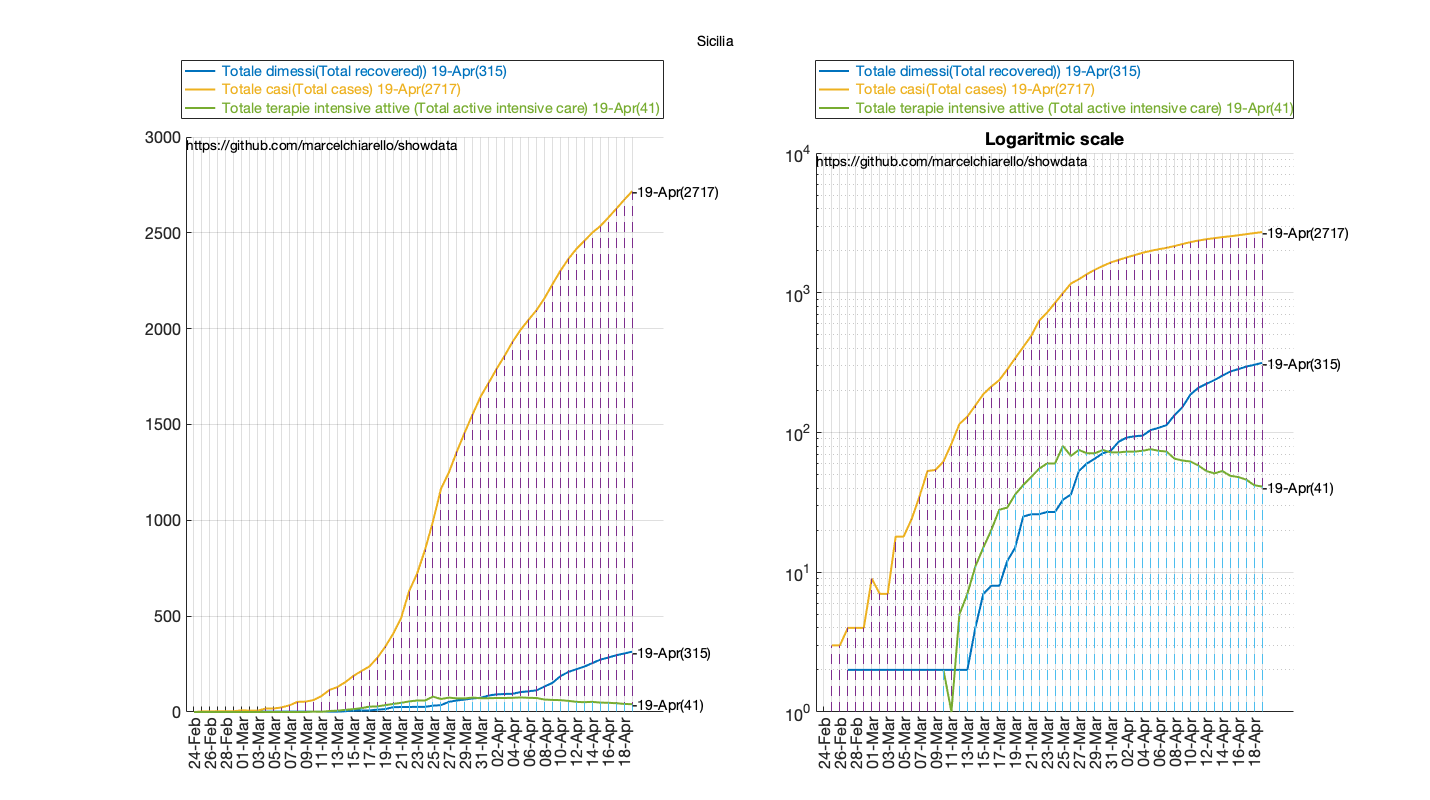 Sicilia
Totale dimessi(Total recovered)) 19-Apr(315)
Totale casi(Total cases) 19-Apr(2717)
Totale terapie intensive attive (Total active intensive care) 19-Apr(41)
https://github.com/marcelchiarello/showdata
3000
2500
2000
1500
1000
500
0
19-Apr(2717)
19-Apr(315)
19-Apr(41)
24-Feb
26-Feb
28-Feb
01-Mar
03-Mar
05-Mar
07-Mar
09-Mar
11-Mar
13-Mar
15-Mar
17-Mar
19-Mar
21-Mar
23-Mar
25-Mar
27-Mar
29-Mar
31-Mar
02-Apr
04-Apr
06-Apr
08-Apr
10-Apr
12-Apr
14-Apr
16-Apr
18-Apr
Totale dimessi(Total recovered)) 19-Apr(315)
Totale casi(Total cases) 19-Apr(2717)
Totale terapie intensive attive (Total active intensive care) 19-Apr(41)
Logaritmic scale
https://github.com/marcelchiarello/showdata
10⁴
10³
10²
10¹
10⁰
19-Apr(2717)
19-Apr(315)
19-Apr(41)
24-Feb
26-Feb
28-Feb
01-Mar
03-Mar
05-Mar
07-Mar
09-Mar
11-Mar
13-Mar
15-Mar
17-Mar
19-Mar
21-Mar
23-Mar
25-Mar
27-Mar
29-Mar
31-Mar
02-Apr
04-Apr
06-Apr
08-Apr
10-Apr
12-Apr
14-Apr
16-Apr
18-Apr